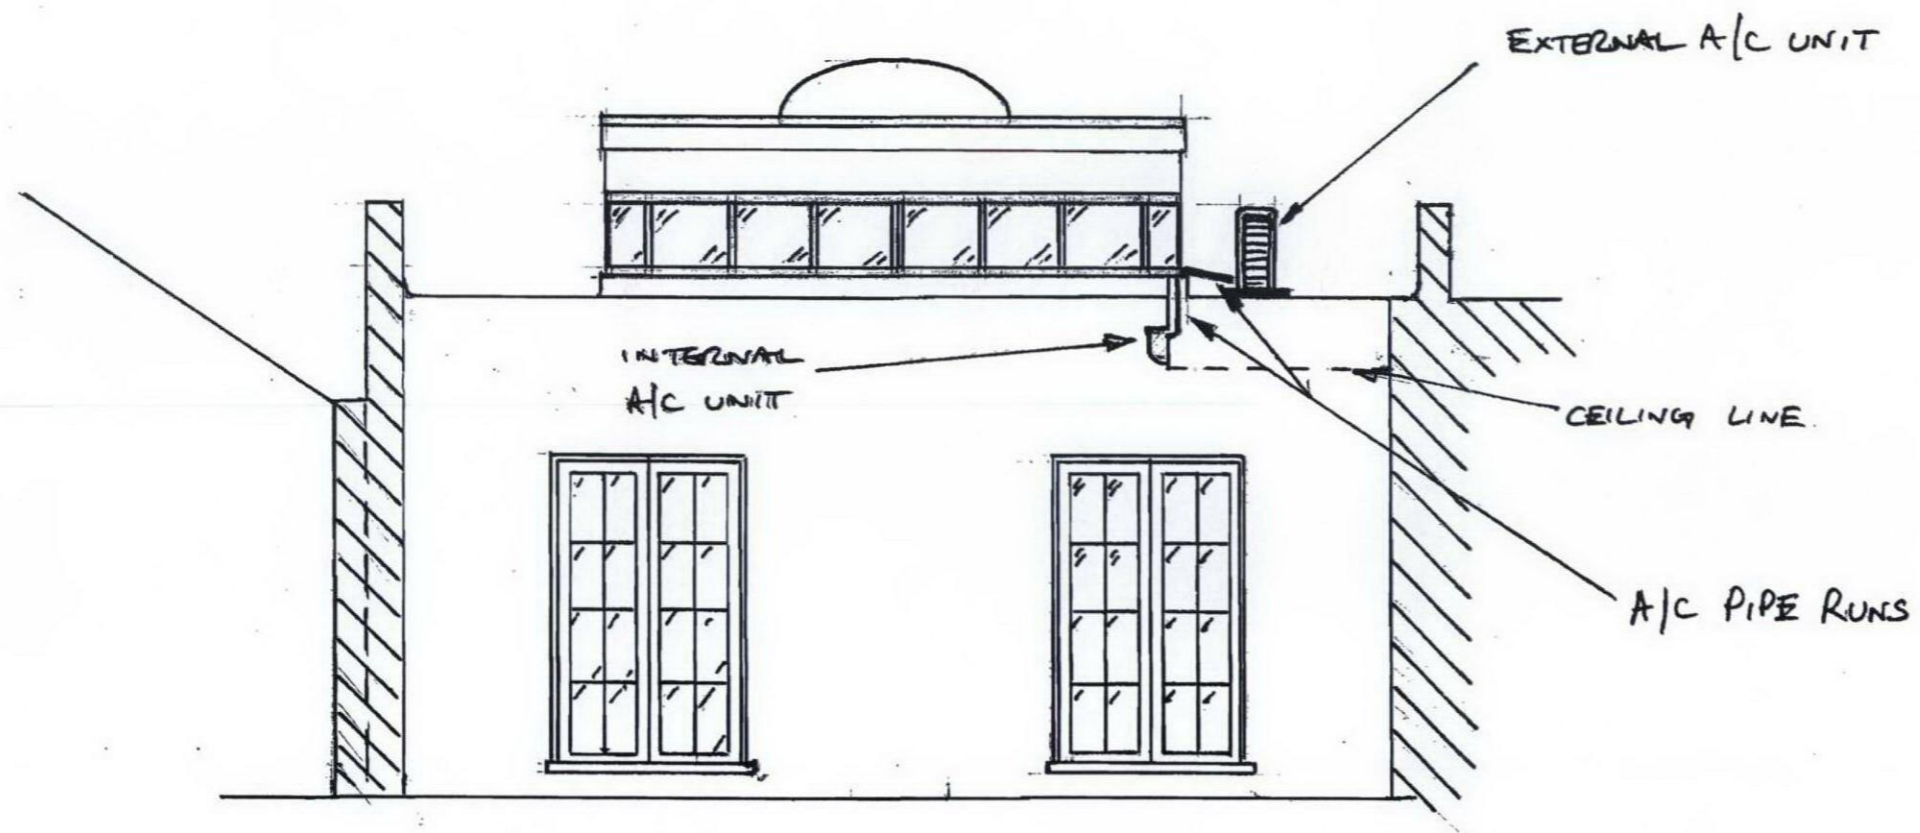 EXTERNAL A/C UNIT
INTERNAL
A/C UNIT
CEILING LINE
A/C PIPE RUNS